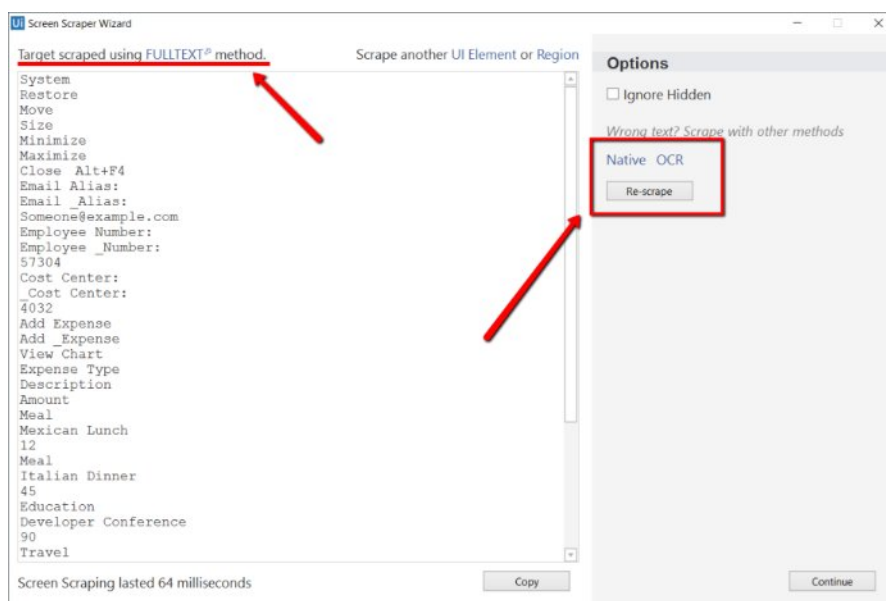 Ui Screen Scraper Wizard
Target scraped using FULLTEXT method.
Scrape another UI Element or Region
System
Restore
Move
Size
Minimize
Maximize
Close Alt+F4
Email Alias:
Email _Alias:
Someone@example.com
Employee Number:
Employee _Number:
57304
Cost Center:
_Cost Center:
4032
Add Expense
Add _Expense
View Chart
Expense Type
Description
Amount
Meal
Mexican Lunch
12
Meal
Italian Dinner
45
Education
Developer Conference
90
Travel
Screen Scraping lasted 64 milliseconds
Copy
Options
Ignore Hidden
Wrong text? Scrape with other methods
Native OCR
Re-scrape
Continue